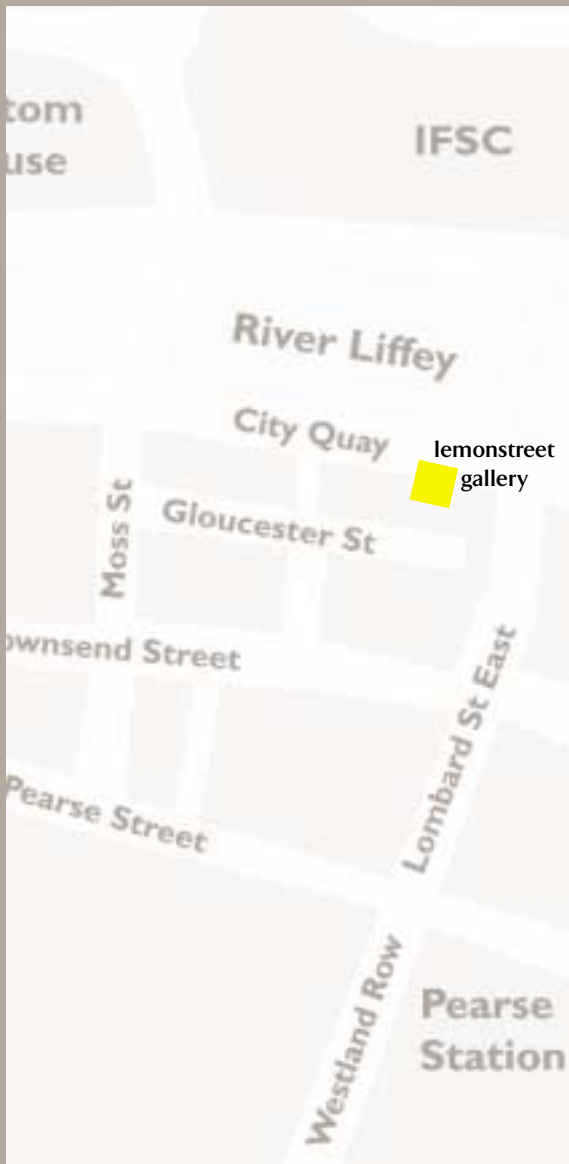 tom
use
IFSC
River Liffey
City Quay
lemonstreet
gallery
Gloucester St
Moss St
ownsend Street
Lombard St East
Pearse Street
Westland Row
Pearse
Station